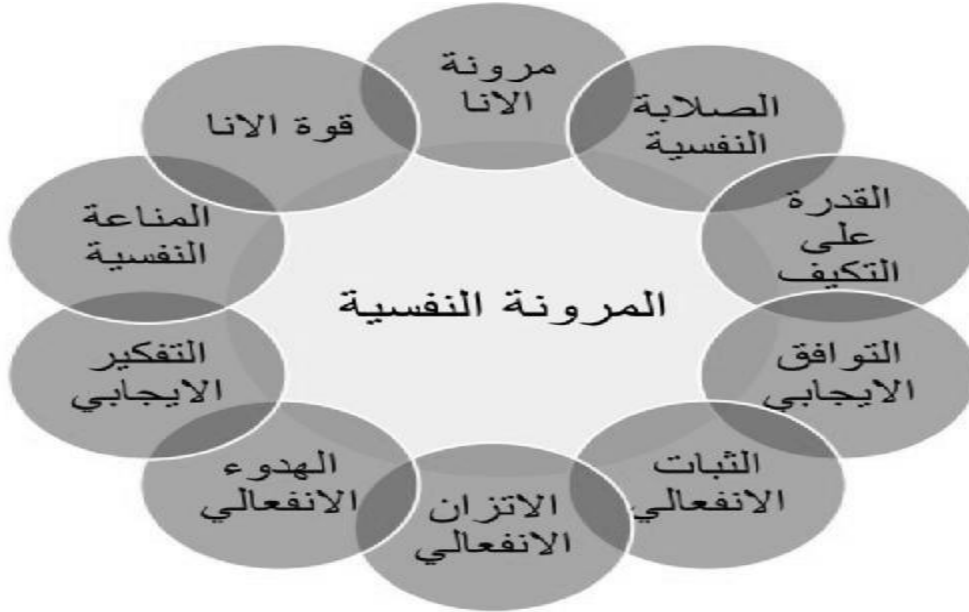 مرونة
الانا
الصلابة
النفسية
القدرة
على
التكيف
التوافق
الايجابي
الثبات
الانفعالي
الاتزان
الانفعالي
الهدوء
الانفعالي
التفكير
الايجابي
المناعة
النفسية
قوة الانا
المرونة النفسية